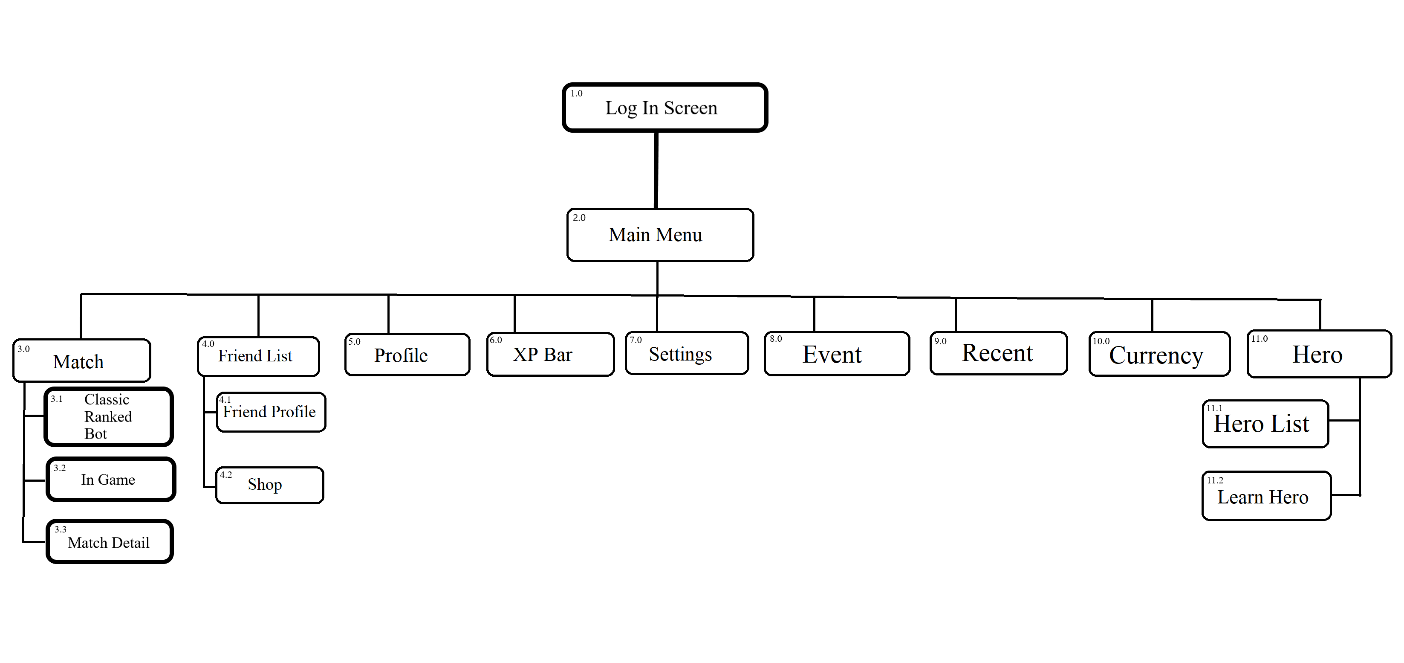 1.0
Log In Screen
2.0
Main Menu
3.0
Match
4.0
Friend List
5.0
Profile
6.0
XP Bar
7.0
Settings
8.0
Event
9.0
Recent
10.0
Currency
11.0
Hero
3.1
Classic
Ranked
Bot
3.2
In Game
3.3
Match Detail
4.1
Friend Profile
4.2
Shop
11.1
Hero List
11.2
Learn Hero